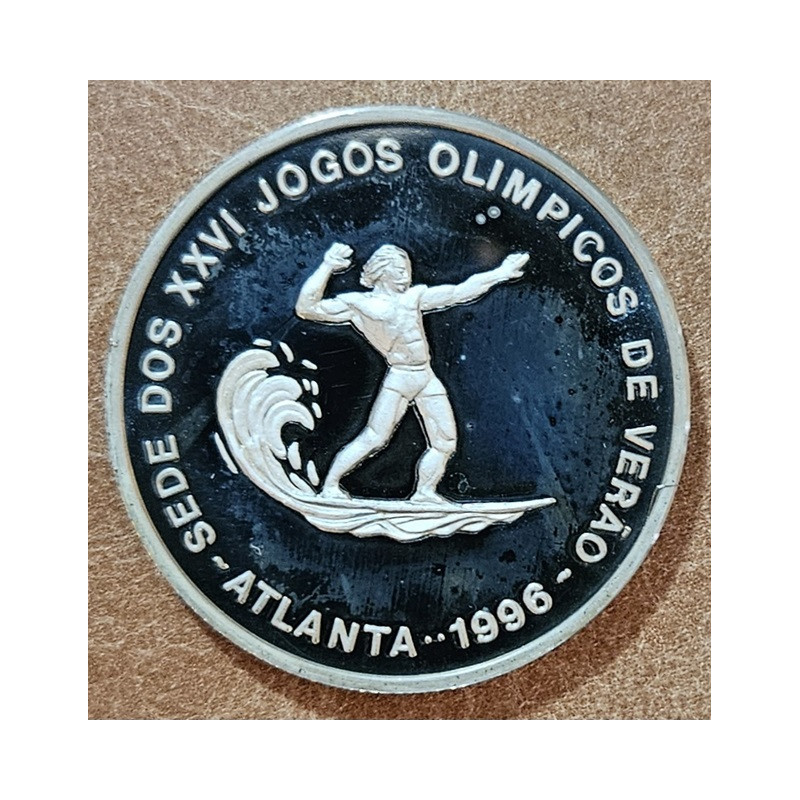 SEDE DOS XXVI JOGOS OLIMPICOS DE VERÃO
~ATLANTA··1996~